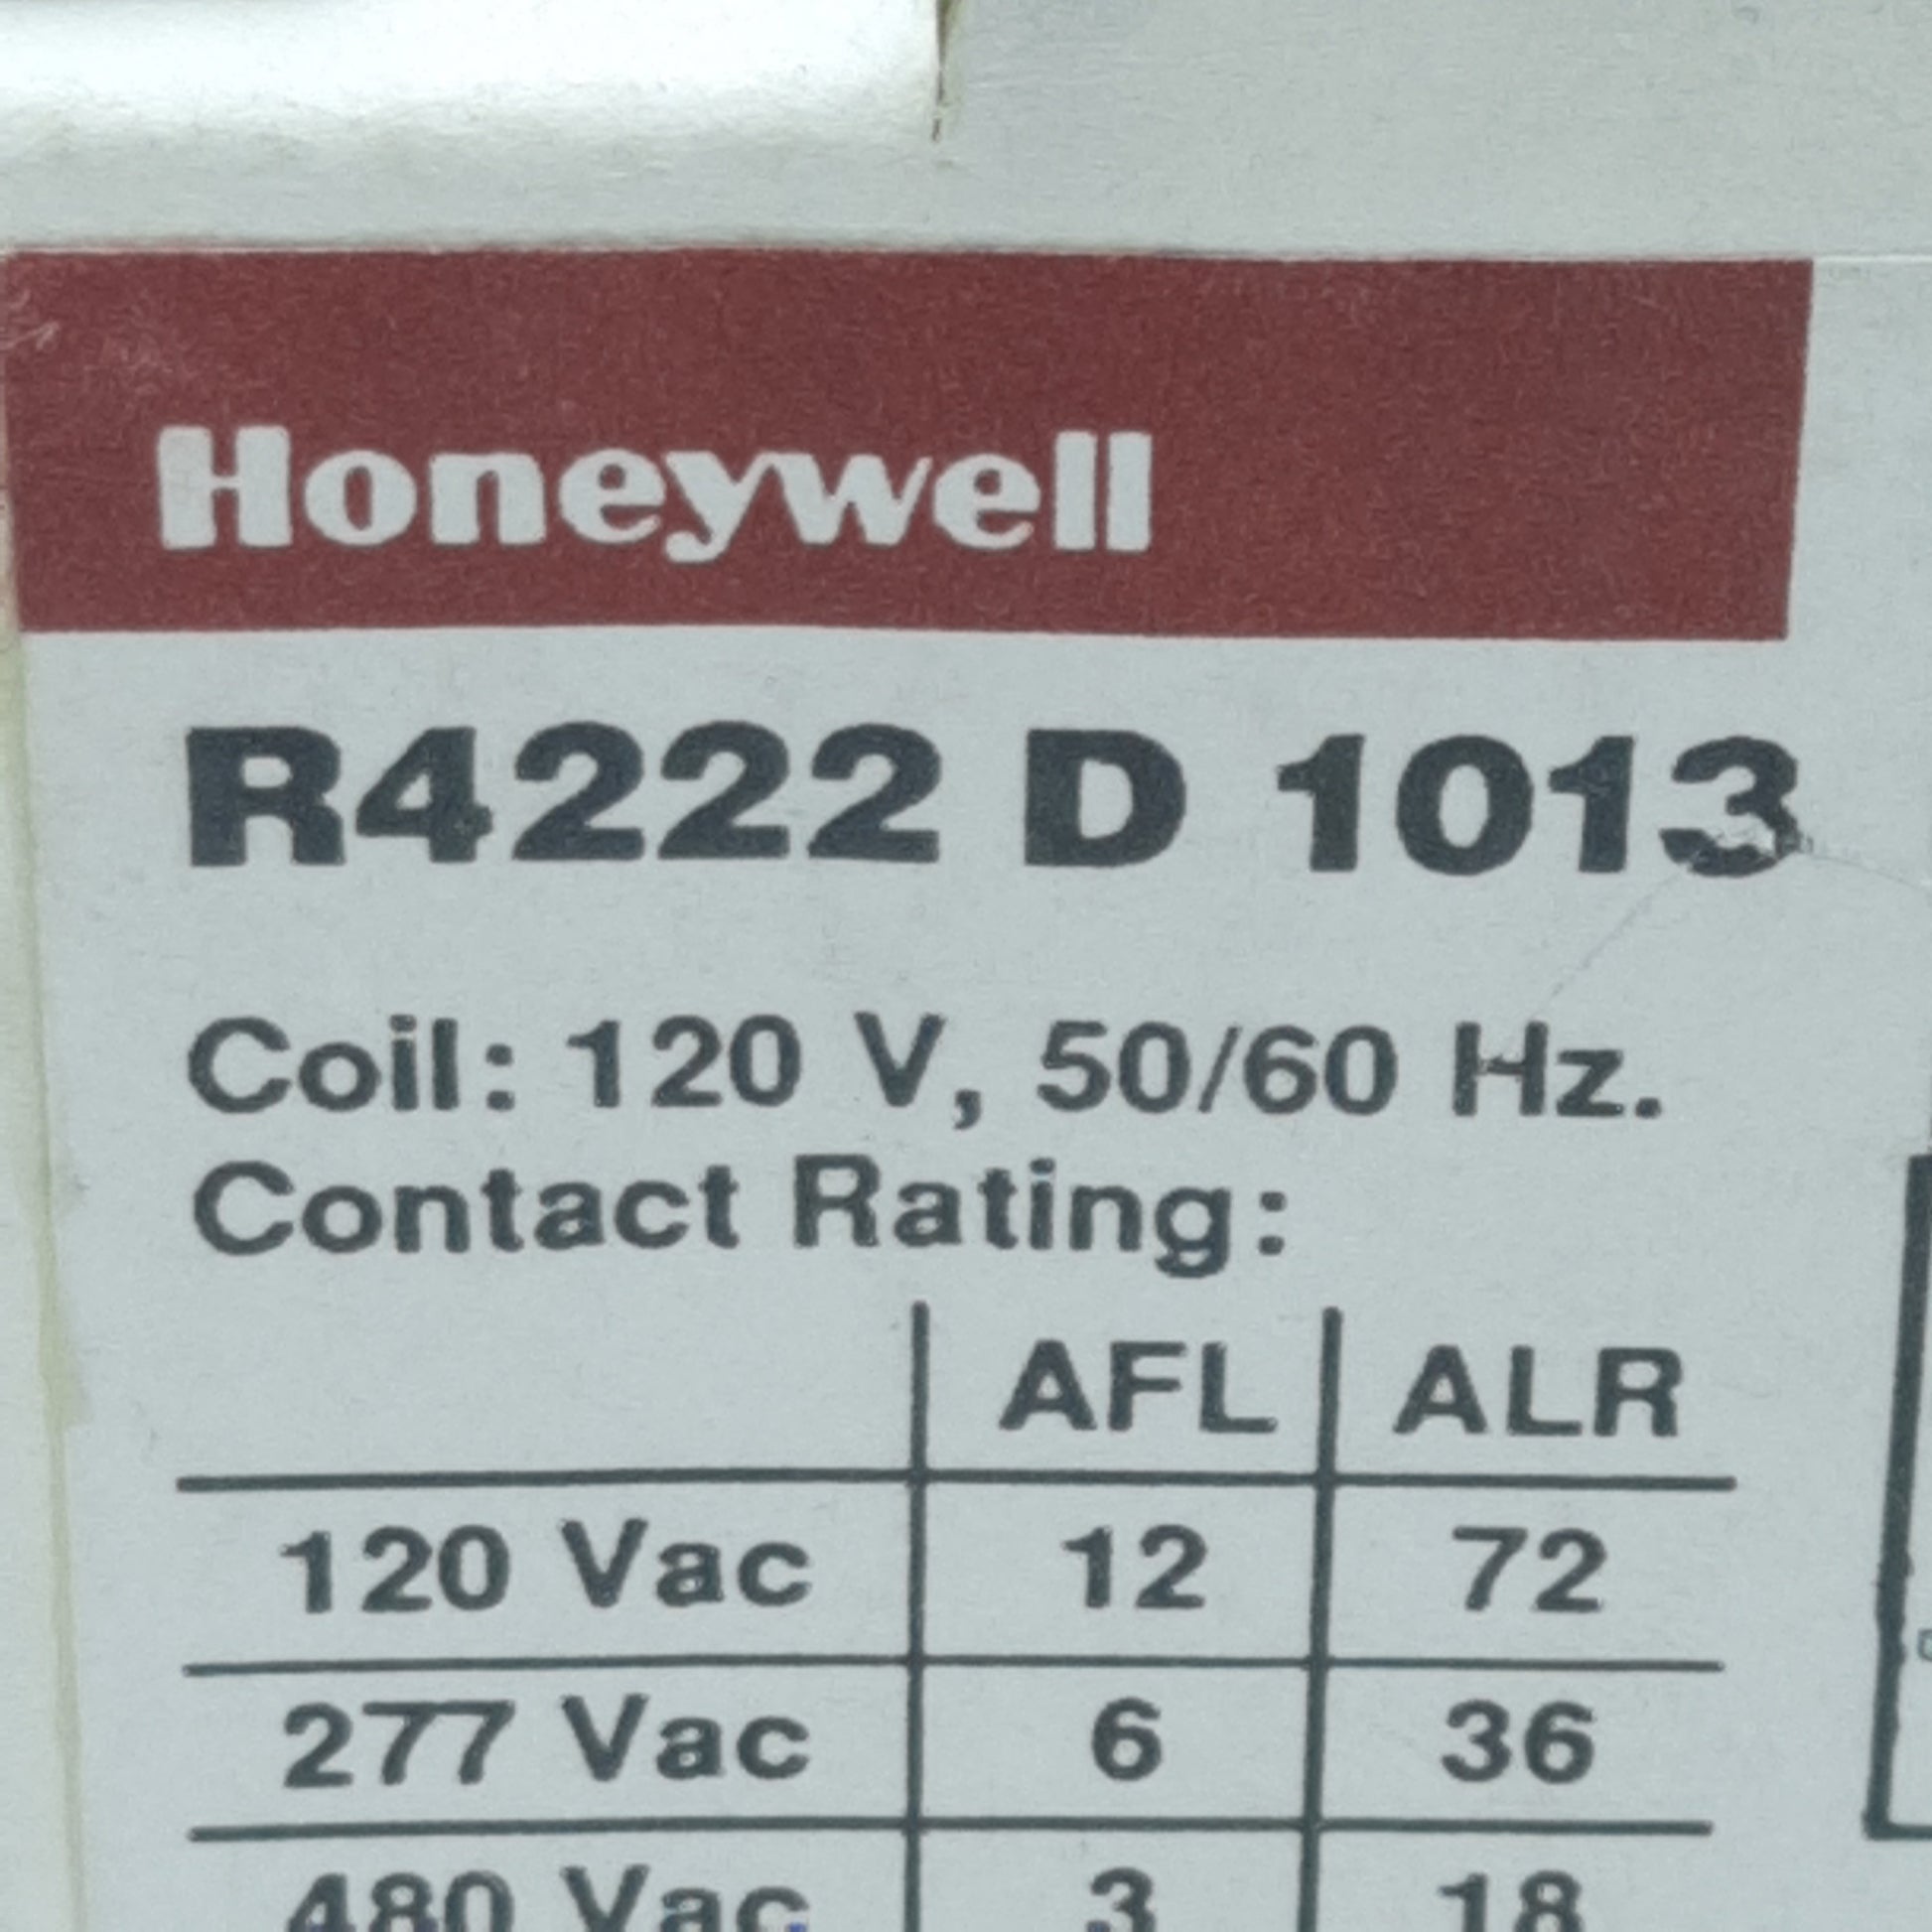 Honeywell
R4222 D 1013
Coil: 120 V, 50/60 Hz.
Contact Rating:
AFL ALR
120 Vac 12 72
277 Vac 6 36
480 Vac 3 18